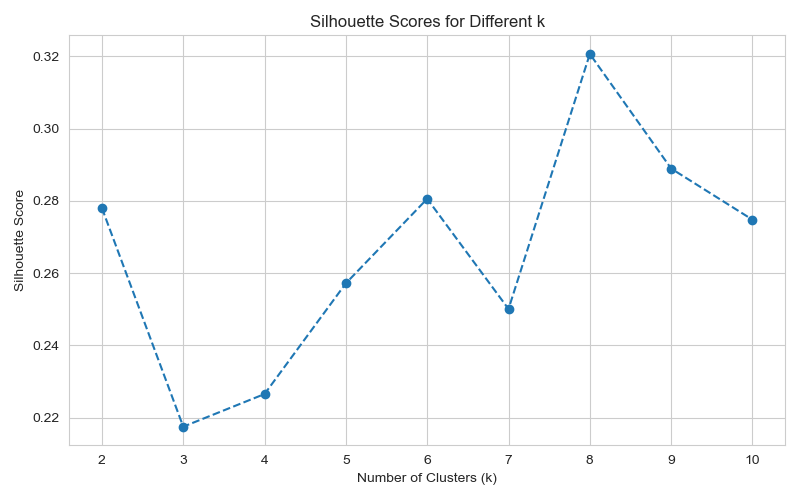 Silhouette Scores for Different k
0.32
0.30
0.28
0.26
0.24
0.22
Silhouette Score
2 3 4 5 6 7 8 9 10
Number of Clusters (k)